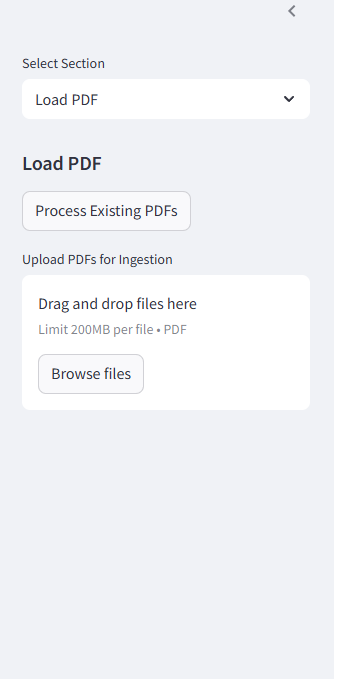 Select Section
Load PDF
Load PDF
Process Existing PDFs
Upload PDFs for Ingestion
Drag and drop files here
Limit 200MB per file • PDF
Browse files